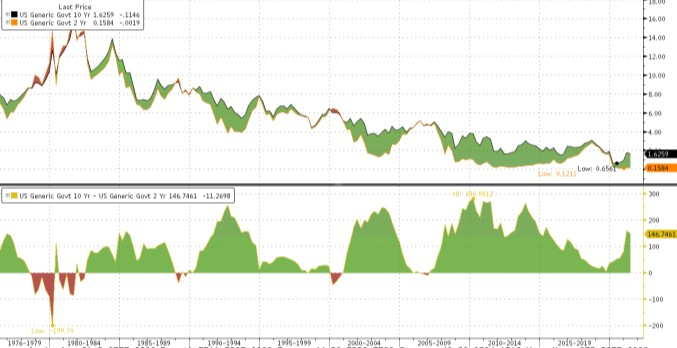 Last Price
US Generic Govt 10 Yr 1.6259 -.1146
US Generic Govt 2 Yr 0.1584 -.0019
18.00
16.00
14.00
12.00
10.00
8.00
6.00
4.00
1.6259
0.1584
Low: 0.6561
Low: 0.1211
US Generic Govt 10 Yr - US Generic Govt 2 Yr 146.7461 -11.2698
300
200
146.7461
100
0
-100
-200
Low: -199.70
1976-1979 1980-1984 1985-1989 1990-1994 1995-1999 2000-2004 2005-2009 2010-2014 2015-2019